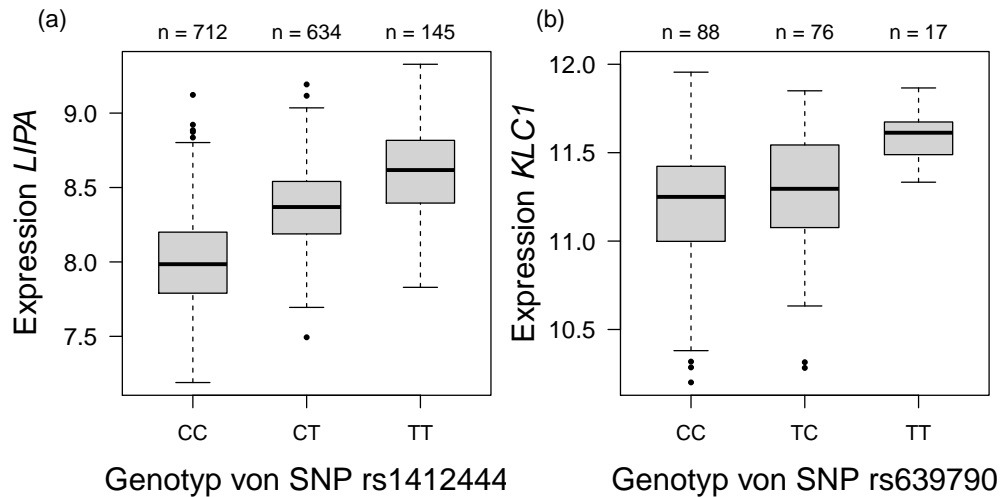 (a)
n = 712 n = 634 n = 145
Expression LIPA
9.0
8.5
8.0
7.5
CC CT TT
Genotyp von SNP rs1412444
(b)
n = 88 n = 76 n = 17
Expression KLC1
12.0
11.5
11.0
10.5
CC TC TT
Genotyp von SNP rs639790